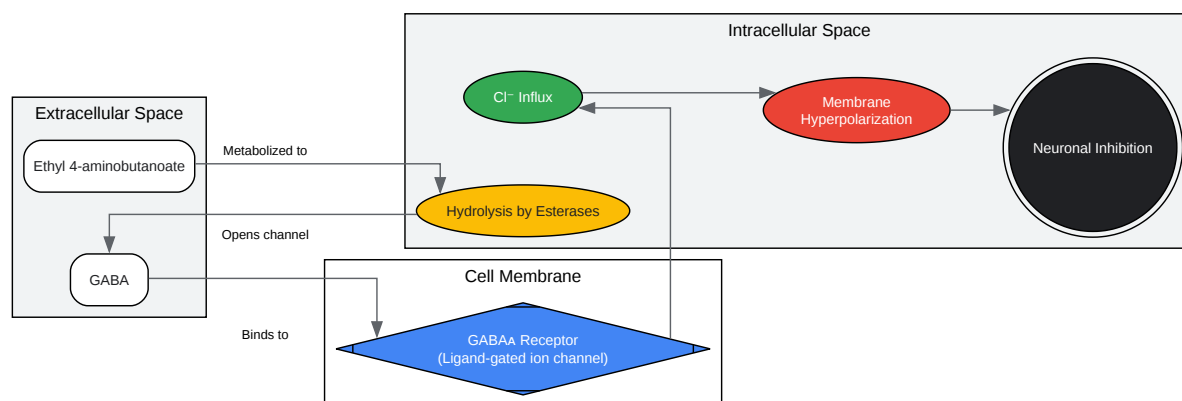 Intracellular Space
Cl⁻ Influx
Membrane
Hyperpolarization
Neuronal Inhibition
Extracellular Space
Ethyl 4-aminobutanoate
Metabolized to
Hydrolysis by Esterases
Opens channel
GABA
Cell Membrane
Binds to
GABAᴀ Receptor
(Ligand-gated ion channel)